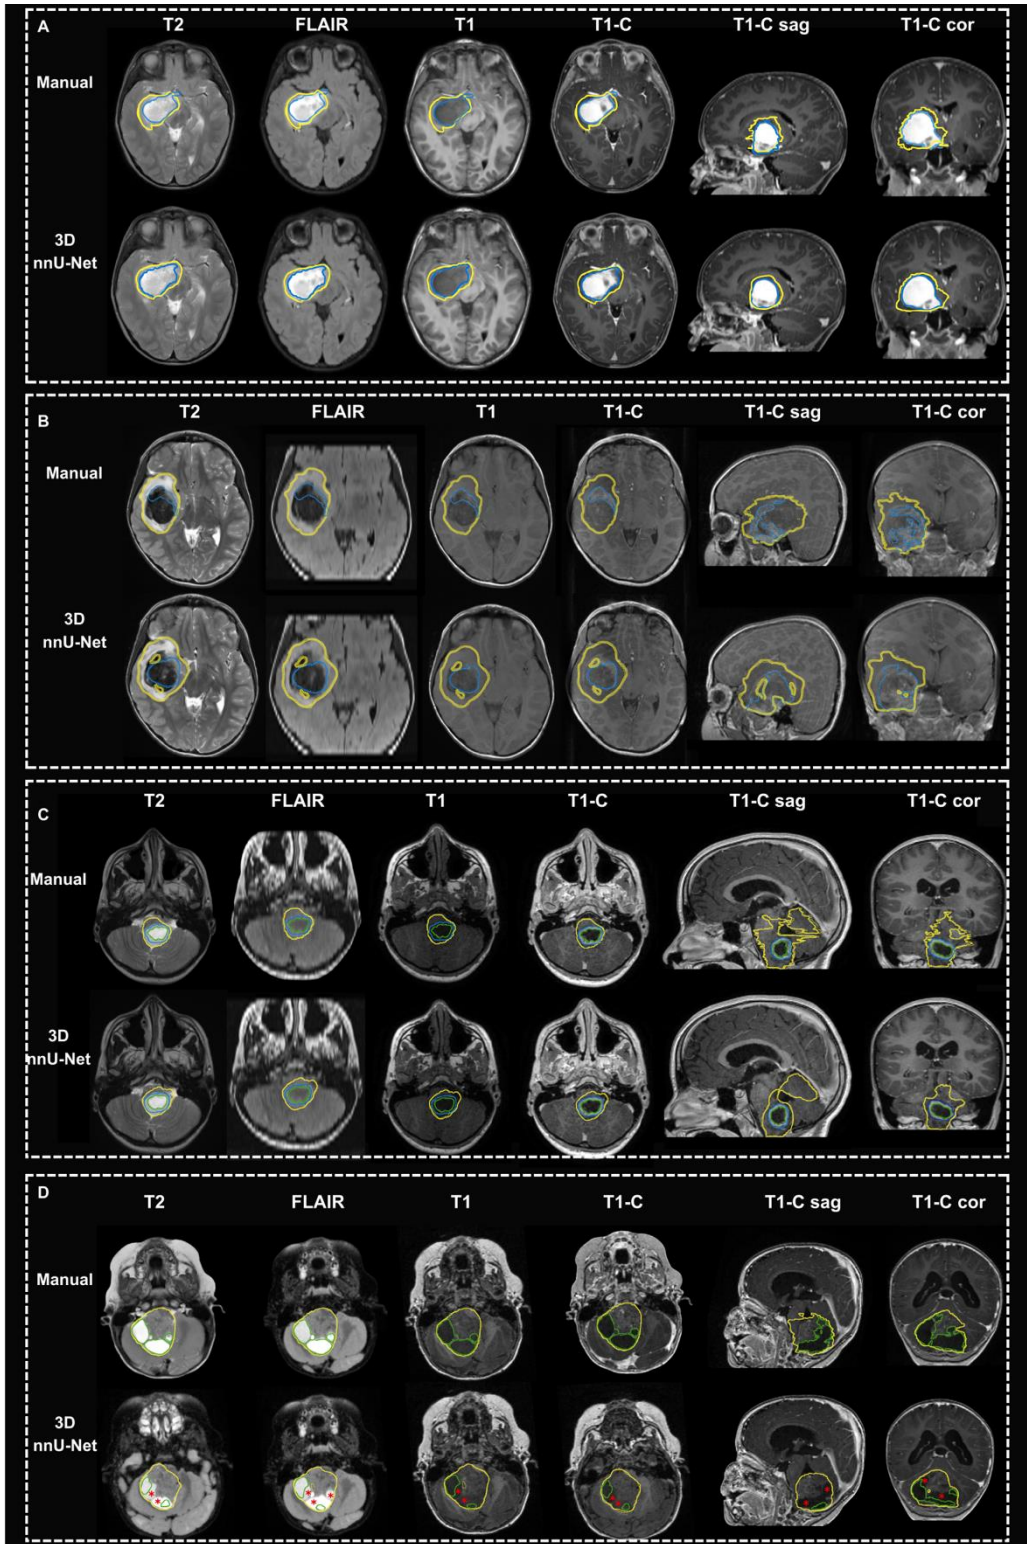 A T2 FLAIR T1 T1-C T1-C sag T1-C cor
Manual
3D
nnU-Net
B T2 FLAIR T1 T1-C T1-C sag T1-C cor
Manual
3D
nnU-Net
C T2 FLAIR T1 T1-C T1-C sag T1-C cor
Manual
3D
nnU-Net
D T2 FLAIR T1 T1-C T1-C sag T1-C cor
Manual
3D
nnU-Net